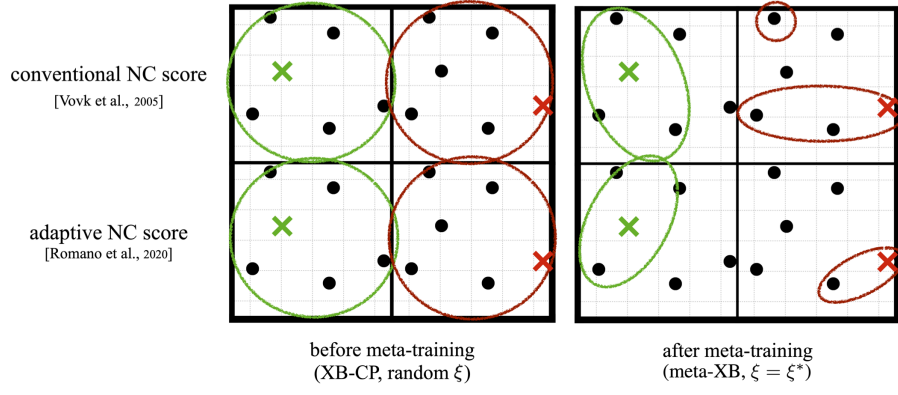 conventional NC score
[Vovk et al., 2005]
adaptive NC score
[Romano et al., 2020]
before meta-training
(XB-CP, random ξ)
after meta-training
(meta-XB, ξ = ξ*)